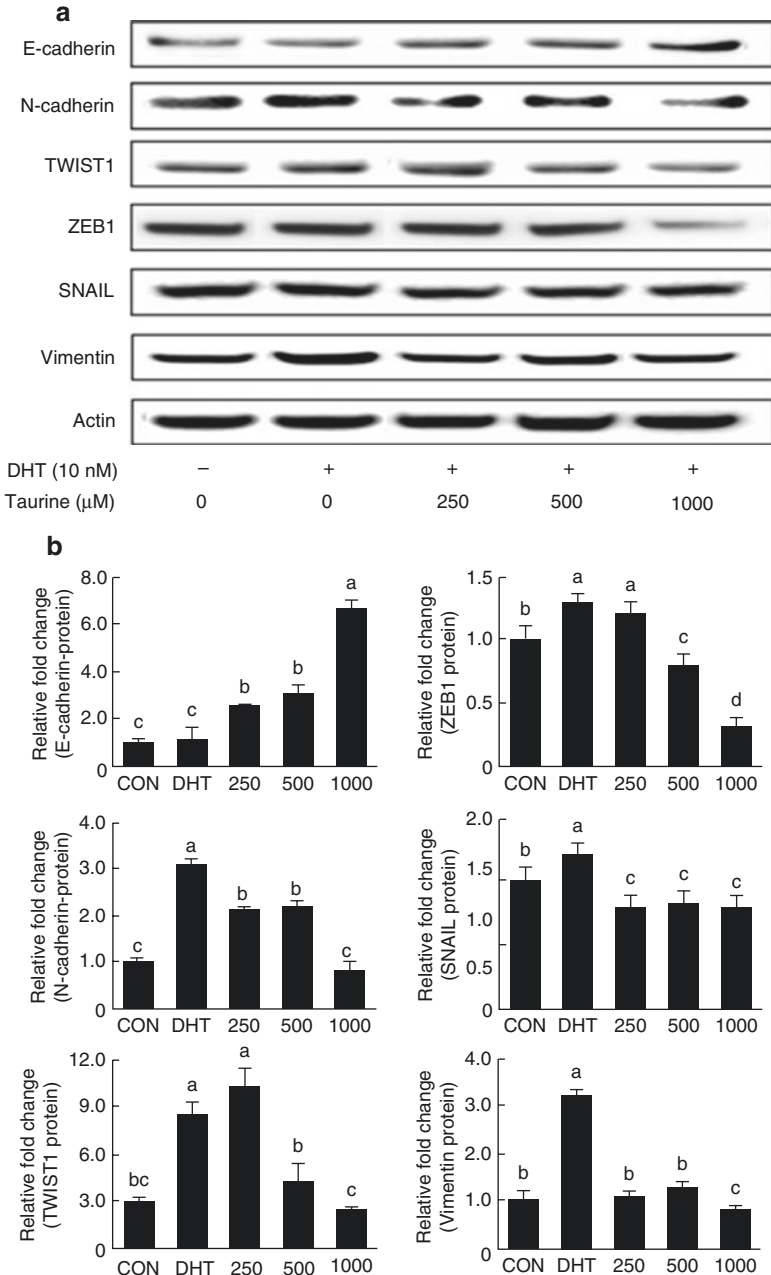 a
E-cadherin
N-cadherin
TWIST1
ZEB1
SNAIL
Vimentin
Actin
DHT (10 nM) – + + + +
Taurine (μM) 0 0 250 500 1000
b
Relative fold change
(E-cadherin-protein)
8.0
6.0
4.0
2.0
0
c c b b a
CON DHT 250 500 1000
Relative fold change
(ZEB1 protein)
1.5
1.0
0.5
0
b a a c d
CON DHT 250 500 1000
Relative fold change
(N-cadherin-protein)
4.0
3.0
2.0
1.0
0
c a b b c
CON DHT 250 500 1000
Relative fold change
(SNAIL protein)
2.0
1.5
1.0
0.5
0
b a c c c
CON DHT 250 500 1000
Relative fold change
(TWIST1 protein)
12.0
9.0
6.0
3.0
0.0
bc a a b c
CON DHT 250 500 1000
Relative fold change
(Vimentin protein)
4.0
3.0
2.0
1.0
0
b a b b c
CON DHT 250 500 1000